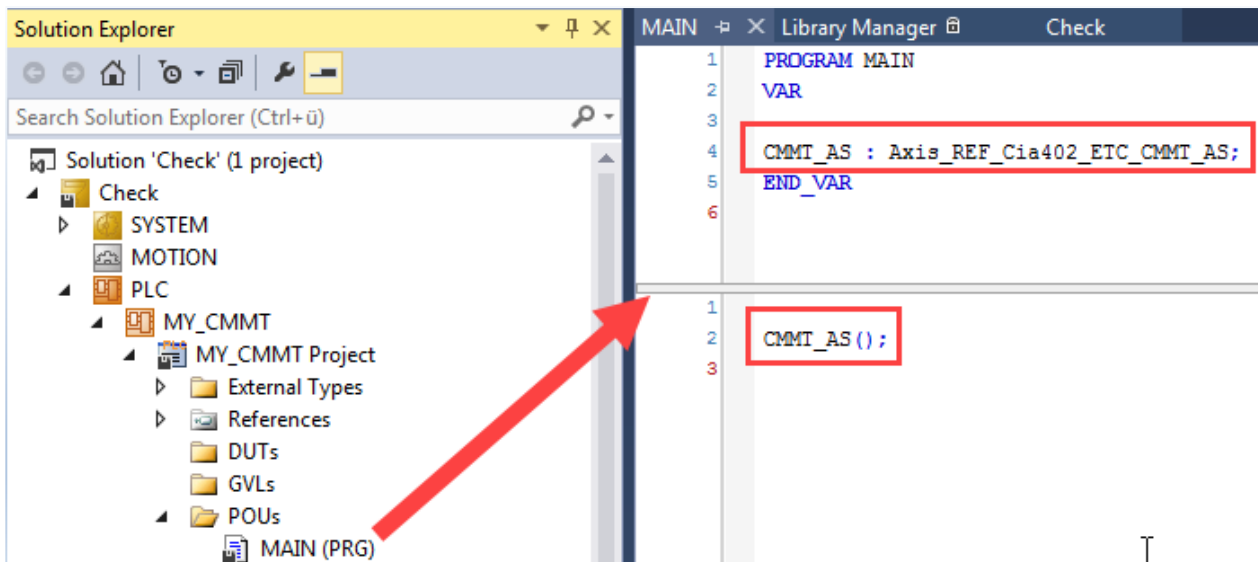 Solution Explorer
Search Solution Explorer (Ctrl+ü)
Solution 'Check' (1 project)
Check
SYSTEM
MOTION
PLC
MY_CMMT
MY_CMMT Project
External Types
References
DUTs
GVLs
POUs
MAIN (PRG)
MAIN Library Manager Check
1 PROGRAM MAIN
2 VAR
3
4 CMMT_AS : Axis_REF_Cia402_ETC_CMMT_AS;
5 END_VAR
6
1
2 CMMT_AS();
3